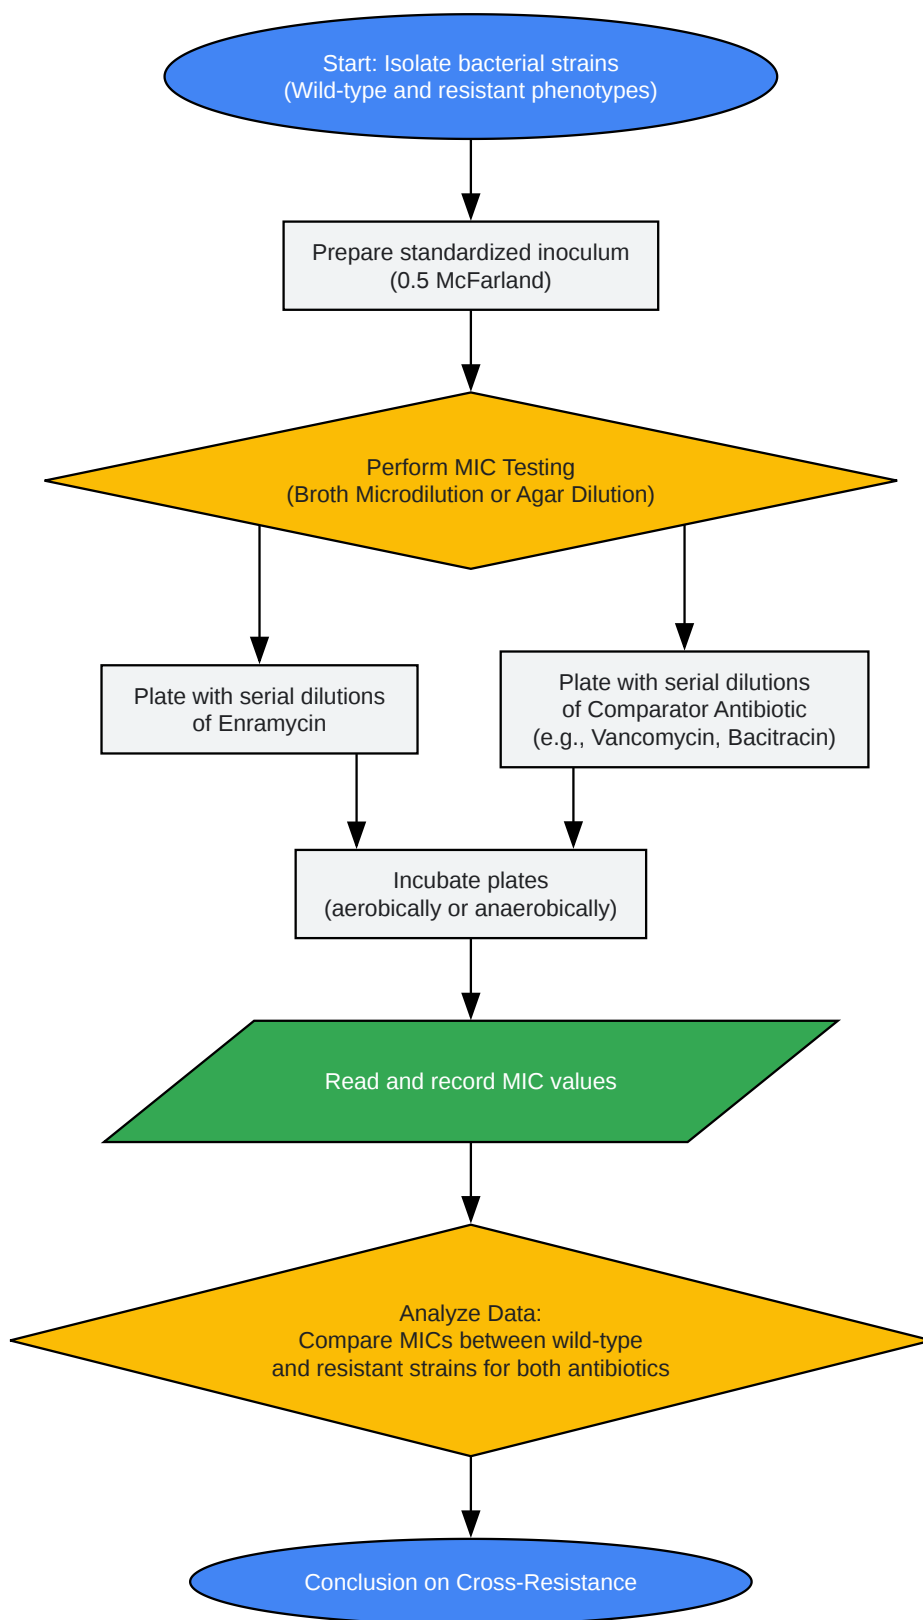 Start: Isolate bacterial strains
(Wild-type and resistant phenotypes)
Prepare standardized inoculum
(0.5 McFarland)
Perform MIC Testing
(Broth Microdilution or Agar Dilution)
Plate with serial dilutions
of Enramycin
Plate with serial dilutions
of Comparator Antibiotic
(e.g., Vancomycin, Bacitracin)
Incubate plates
(aerobically or anaerobically)
Read and record MIC values
Analyze Data:
Compare MICs between wild-type
and resistant strains for both antibiotics
Conclusion on Cross-Resistance